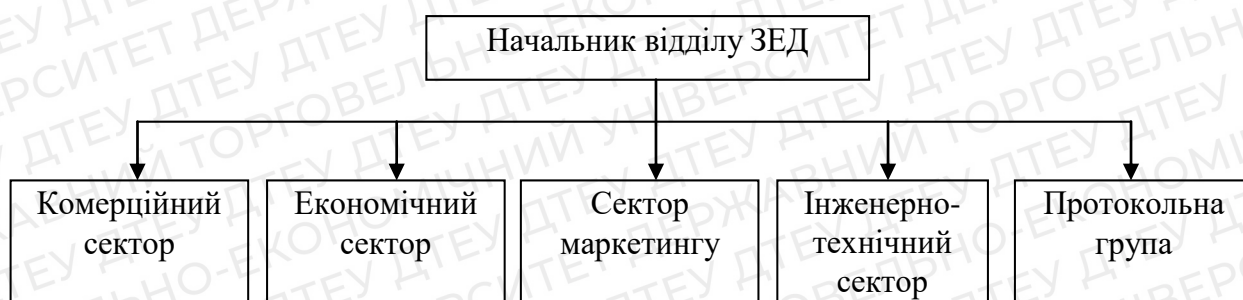 Начальник відділу ЗЕД
Комерційний
сектор
Економічний
сектор
Сектор
маркетингу
Інженерно-
технічний
сектор
Протокольна
група